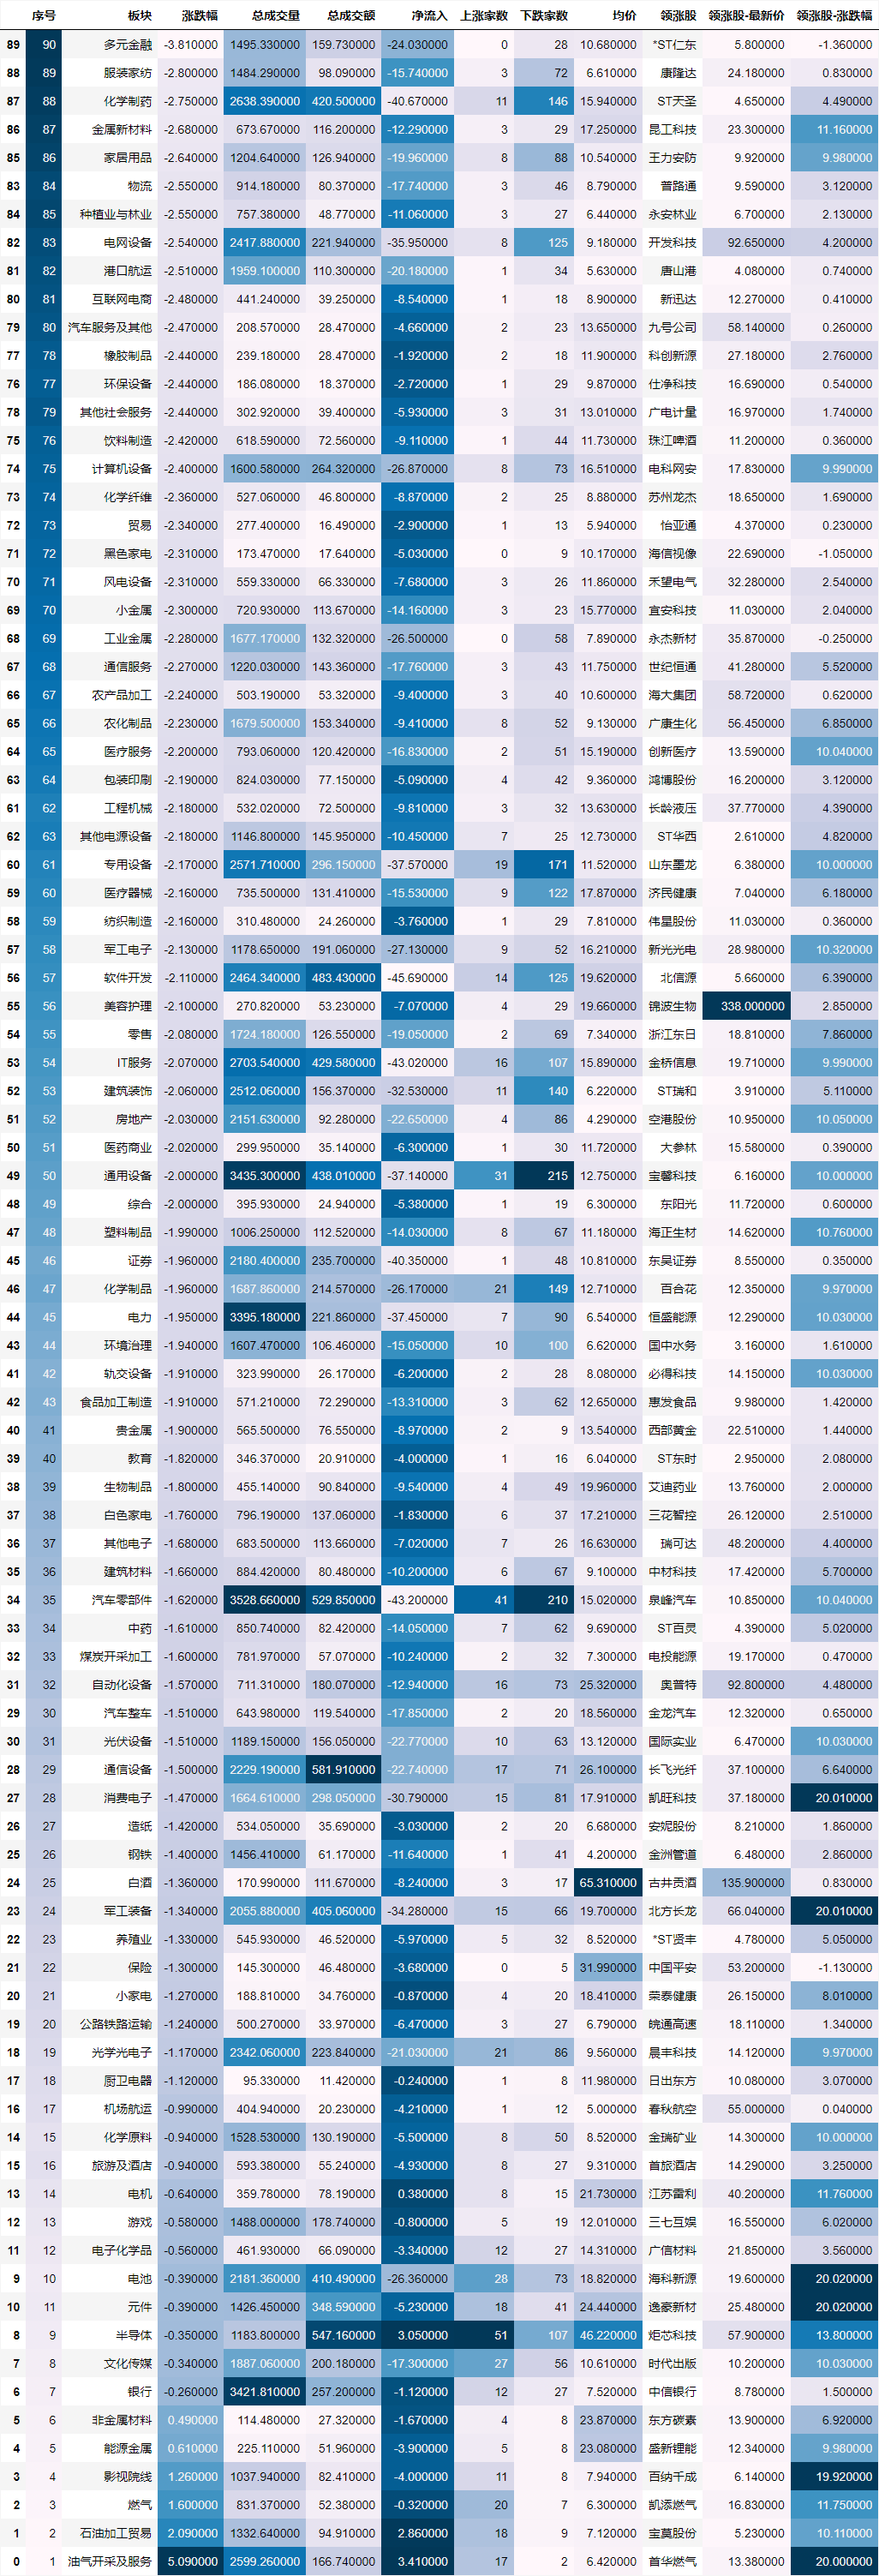 序号 板块 涨跌幅 总成交量 总成交额 净流入 上涨家数 下跌家数 均价 领涨股 领涨股-最新价 领涨股-涨跌幅
89 90 多元金融 -3.810000 1495.330000 159.730000 -24.030000 0 28 10.680000 *ST仁东 5.800000 -1.360000
88 89 服装家纺 -2.800000 1484.290000 98.090000 -15.740000 3 72 6.610000 康隆达 24.180000 0.830000
87 88 化学制药 -2.750000 2638.390000 420.500000 -40.670000 11 146 15.940000 ST天圣 4.650000 4.490000
86 87 金属新材料 -2.680000 673.670000 116.200000 -12.290000 3 29 17.250000 昆工科技 23.300000 11.160000
85 86 家居用品 -2.640000 1204.640000 126.940000 -19.960000 8 88 10.540000 王力安防 9.920000 9.980000
83 84 物流 -2.550000 914.180000 80.370000 -17.740000 3 46 8.790000 普路通 9.590000 3.120000
84 85 种植业与林业 -2.550000 757.380000 48.770000 -11.060000 3 27 6.440000 永安林业 6.700000 2.130000
82 83 电网设备 -2.540000 2417.880000 221.940000 -35.950000 8 125 9.180000 开发科技 92.650000 4.200000
81 82 港口航运 -2.510000 1959.100000 110.300000 -20.180000 1 34 5.630000 唐山港 4.080000 0.740000
80 81 互联网电商 -2.480000 441.240000 39.250000 -8.540000 1 18 8.900000 新迅达 12.270000 0.410000
79 80 汽车服务及其他 -2.470000 208.570000 28.470000 -4.660000 2 23 13.650000 九号公司 58.140000 0.260000
77 78 橡胶制品 -2.440000 239.180000 28.470000 -1.920000 2 18 11.900000 科创新源 27.180000 2.760000
76 77 环保设备 -2.440000 186.080000 18.370000 -2.720000 1 29 9.870000 仕净科技 16.690000 0.540000
78 79 其他社会服务 -2.440000 302.920000 39.400000 -5.930000 3 31 13.010000 广电计量 16.970000 1.740000
75 76 饮料制造 -2.420000 618.590000 72.560000 -9.110000 1 44 11.730000 珠江啤酒 11.200000 0.360000
74 75 计算机设备 -2.400000 1600.580000 264.320000 -26.870000 8 73 16.510000 电科网安 17.830000 9.990000
73 74 化学纤维 -2.360000 527.060000 46.800000 -8.870000 2 25 8.880000 苏州龙杰 18.650000 1.690000
72 73 贸易 -2.340000 277.400000 16.490000 -2.900000 1 13 5.940000 怡亚通 4.370000 0.230000
71 72 黑色家电 -2.310000 173.470000 17.640000 -5.030000 0 9 10.170000 海信视像 22.690000 -1.050000
70 71 风电设备 -2.310000 559.330000 66.330000 -7.680000 3 26 11.860000 禾望电气 32.280000 2.540000
69 70 小金属 -2.300000 720.930000 113.670000 -14.160000 3 23 15.770000 宜安科技 11.030000 2.040000
68 69 工业金属 -2.280000 1677.170000 132.320000 -26.500000 0 58 7.890000 永杰新材 35.870000 -0.250000
67 68 通信服务 -2.270000 1220.030000 143.360000 -17.760000 3 43 11.750000 世纪恒通 41.280000 5.520000
66 67 农产品加工 -2.240000 503.190000 53.320000 -9.400000 3 40 10.600000 海大集团 58.720000 0.620000
65 66 农化制品 -2.230000 1679.500000 153.340000 -9.410000 8 52 9.130000 广康生化 56.450000 6.850000
64 65 医疗服务 -2.200000 793.060000 120.420000 -16.830000 2 51 15.190000 创新医疗 13.590000 10.040000
63 64 包装印刷 -2.190000 824.030000 77.150000 -5.090000 4 42 9.360000 鸿博股份 16.200000 3.120000
61 62 工程机械 -2.180000 532.020000 72.500000 -9.810000 3 32 13.630000 长龄液压 37.770000 4.390000
62 63 其他电源设备 -2.180000 1146.800000 145.950000 -10.450000 7 25 12.730000 ST华西 2.610000 4.820000
60 61 专用设备 -2.170000 2571.710000 296.150000 -37.570000 19 171 11.520000 山东墨龙 6.380000 10.000000
59 60 医疗器械 -2.160000 735.500000 131.410000 -15.530000 9 122 17.870000 济民健康 7.040000 6.180000
58 59 纺织制造 -2.160000 310.480000 24.260000 -3.760000 1 29 7.810000 伟星股份 11.030000 0.360000
57 58 军工电子 -2.130000 1178.650000 191.060000 -27.130000 9 52 16.210000 新光光电 28.980000 10.320000
56 57 软件开发 -2.110000 2464.340000 483.430000 -45.690000 14 125 19.620000 北信源 5.660000 6.390000
55 56 美容护理 -2.100000 270.820000 53.230000 -7.070000 4 29 19.660000 锦波生物 338.000000 2.850000
54 55 零售 -2.080000 1724.180000 126.550000 -19.050000 2 69 7.340000 浙江东日 18.810000 7.860000
53 54 IT服务 -2.070000 2703.540000 429.580000 -43.020000 16 107 15.890000 金桥信息 19.710000 9.990000
52 53 建筑装饰 -2.060000 2512.060000 156.370000 -32.530000 11 140 6.220000 ST瑞和 3.910000 5.110000
51 52 房地产 -2.030000 2151.630000 92.280000 -22.650000 4 86 4.290000 空港股份 10.950000 10.050000
50 51 医药商业 -2.020000 299.950000 35.140000 -6.300000 1 30 11.720000 大参林 15.580000 0.390000
49 50 通用设备 -2.000000 3435.300000 438.010000 -37.140000 31 215 12.750000 宝馨科技 6.160000 10.000000
48 49 综合 -2.000000 395.930000 24.940000 -5.380000 1 19 6.300000 东阳光 11.720000 0.600000
47 48 塑料制品 -1.990000 1006.250000 112.520000 -14.030000 8 67 11.180000 海正生材 14.620000 10.760000
45 46 证券 -1.960000 2180.400000 235.700000 -40.350000 1 48 10.810000 东吴证券 8.550000 0.350000
46 47 化学制品 -1.960000 1687.860000 214.570000 -26.170000 21 149 12.710000 百合花 12.350000 9.970000
44 45 电力 -1.950000 3395.180000 221.860000 -37.450000 7 90 6.540000 恒盛能源 12.290000 10.030000
43 44 环境治理 -1.940000 1607.470000 106.460000 -15.050000 10 100 6.620000 国中水务 3.160000 1.610000
41 42 轨交设备 -1.910000 323.990000 26.170000 -6.200000 2 28 8.080000 必得科技 14.150000 10.030000
42 43 食品加工制造 -1.910000 571.210000 72.290000 -13.310000 3 62 12.650000 惠发食品 9.980000 1.420000
40 41 贵金属 -1.900000 565.500000 76.550000 -8.970000 2 9 13.540000 西部黄金 22.510000 1.440000
39 40 教育 -1.820000 346.370000 20.910000 -4.000000 1 16 6.040000 ST东时 2.950000 2.080000
38 39 生物制品 -1.800000 455.140000 90.840000 -9.540000 4 49 19.960000 艾迪药业 13.760000 2.000000
37 38 白色家电 -1.760000 796.190000 137.060000 -1.830000 6 37 17.210000 三花智控 26.120000 2.510000
36 37 其他电子 -1.680000 683.500000 113.660000 -7.020000 7 26 16.630000 瑞可达 48.200000 4.400000
35 36 建筑材料 -1.660000 884.420000 80.480000 -10.200000 6 67 9.100000 中材科技 17.420000 5.700000
34 35 汽车零部件 -1.620000 3528.660000 529.850000 -43.200000 41 210 15.020000 泉峰汽车 10.850000 10.040000
33 34 中药 -1.610000 850.740000 82.420000 -14.050000 7 62 9.690000 ST百灵 4.390000 5.020000
32 33 煤炭开采加工 -1.600000 781.970000 57.070000 -10.240000 2 32 7.300000 电投能源 19.170000 0.470000
31 32 自动化设备 -1.570000 711.310000 180.070000 -12.940000 16 73 25.320000 奥普特 92.800000 4.480000
29 30 汽车整车 -1.510000 643.980000 119.540000 -17.850000 2 20 18.560000 金龙汽车 12.320000 0.650000
30 31 光伏设备 -1.510000 1189.150000 156.050000 -22.770000 10 63 13.120000 国际实业 6.470000 10.030000
28 29 通信设备 -1.500000 2229.190000 581.910000 -22.740000 17 71 26.100000 长飞光纤 37.100000 6.640000
27 28 消费电子 -1.470000 1664.610000 298.050000 -30.790000 15 81 17.910000 凯旺科技 37.180000 20.010000
26 27 造纸 -1.420000 534.050000 35.690000 -3.030000 2 20 6.680000 安妮股份 8.210000 1.860000
25 26 钢铁 -1.400000 1456.410000 61.170000 -11.640000 1 41 4.200000 金洲管道 6.480000 2.860000
24 25 白酒 -1.360000 170.990000 111.670000 -8.240000 3 17 65.310000 古井贡酒 135.900000 0.830000
23 24 军工装备 -1.340000 2055.880000 405.060000 -34.280000 15 66 19.700000 北方长龙 66.040000 20.010000
22 23 养殖业 -1.330000 545.930000 46.520000 -5.970000 5 32 8.520000 *ST贤丰 4.780000 5.050000
21 22 保险 -1.300000 145.300000 46.480000 -3.680000 0 5 31.990000 中国平安 53.200000 -1.130000
20 21 小家电 -1.270000 188.810000 34.760000 -0.870000 4 20 18.410000 荣泰健康 26.150000 8.010000
19 20 公路铁路运输 -1.240000 500.270000 33.970000 -6.470000 3 27 6.790000 皖通高速 18.110000 1.340000
18 19 光学光电子 -1.170000 2342.060000 223.840000 -21.030000 21 86 9.560000 晨丰科技 14.120000 9.970000
17 18 厨卫电器 -1.120000 95.330000 11.420000 -0.240000 1 8 11.980000 日出东方 10.080000 3.070000
16 17 机场航运 -0.990000 404.940000 20.230000 -4.210000 1 12 5.000000 春秋航空 55.000000 0.040000
14 15 化学原料 -0.940000 1528.530000 130.190000 -5.500000 8 50 8.520000 金瑞矿业 14.300000 10.000000
15 16 旅游及酒店 -0.940000 593.380000 55.240000 -4.930000 8 27 9.310000 首旅酒店 14.290000 3.250000
13 14 电机 -0.640000 359.780000 78.190000 0.380000 8 15 21.730000 江苏雷利 40.200000 11.760000
12 13 游戏 -0.580000 1488.000000 178.740000 -0.800000 5 19 12.010000 三七互娱 16.550000 6.020000
11 12 电子化学品 -0.560000 461.930000 66.090000 -3.340000 12 27 14.310000 广信材料 21.850000 3.560000
9 10 电池 -0.390000 2181.360000 410.490000 -26.360000 28 73 18.820000 海科新源 19.600000 20.020000
10 11 元件 -0.390000 1426.450000 348.590000 -5.230000 18 41 24.440000 逸豪新材 25.480000 20.020000
8 9 半导体 -0.350000 1183.800000 547.160000 3.050000 51 107 46.220000 炬芯科技 57.900000 13.800000
7 8 文化传媒 -0.340000 1887.060000 200.180000 -17.300000 27 56 10.610000 时代出版 10.200000 10.030000
6 7 银行 -0.260000 3421.810000 257.200000 -1.120000 12 27 7.520000 中信银行 8.780000 1.500000
5 6 非金属材料 0.490000 114.480000 27.320000 -1.670000 4 8 23.870000 东方碳素 13.900000 6.920000
4 5 能源金属 0.610000 225.110000 51.960000 -3.900000 5 8 23.080000 盛新锂能 12.340000 9.980000
3 4 影视院线 1.260000 1037.940000 82.410000 -4.000000 11 8 7.940000 百纳千成 6.140000 19.920000
2 3 燃气 1.600000 831.370000 52.380000 -0.320000 20 7 6.300000 凯添燃气 16.830000 11.750000
1 2 石油加工贸易 2.090000 1332.640000 94.910000 2.860000 18 9 7.120000 宝莫股份 5.230000 10.110000
0 1 油气开采及服务 5.090000 2599.260000 166.740000 3.410000 17 2 6.420000 首华燃气 13.380000 20.000000